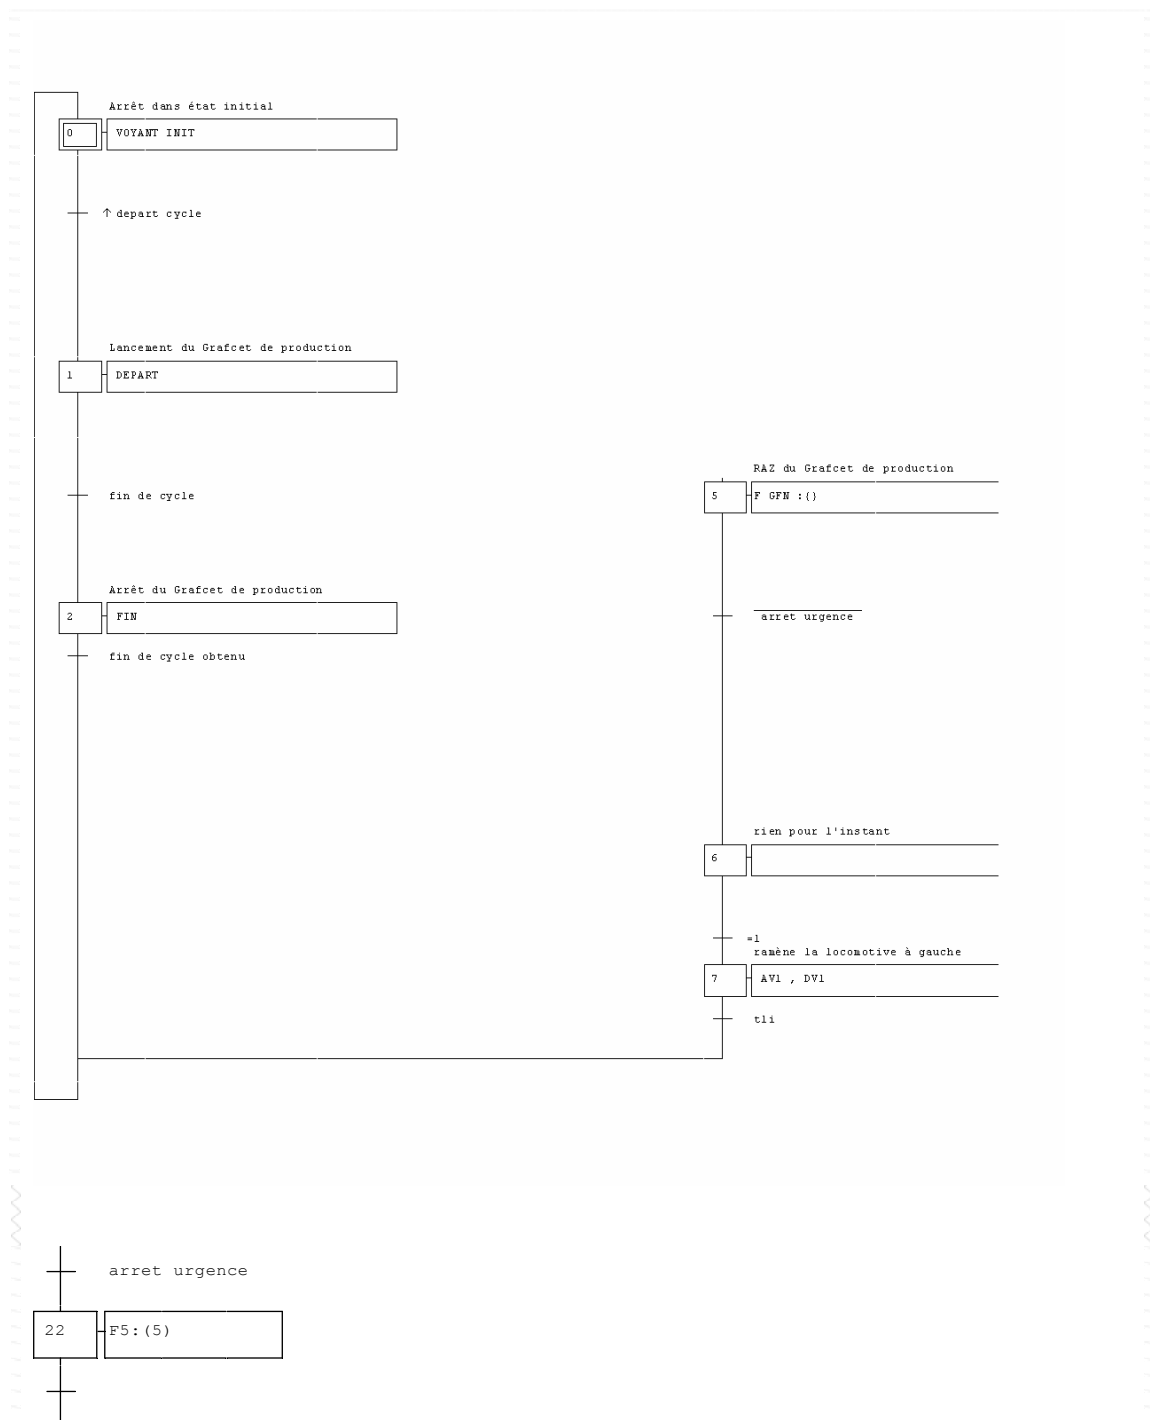 Arrêt dans état initial
0 VOYANT INIT
↑ depart cycle
Lancement du Grafcet de production
1 DEPART
fin de cycle
Arrêt du Grafcet de production
2 FIN
fin de cycle obtenu
RAZ du Grafcet de production
5 F GFN :{}
arret urgence
rien pour l'instant
6
=1
ramène la locomotive à gauche
7 AV1 , DV1
tli
arret urgence
22 F5:(5)